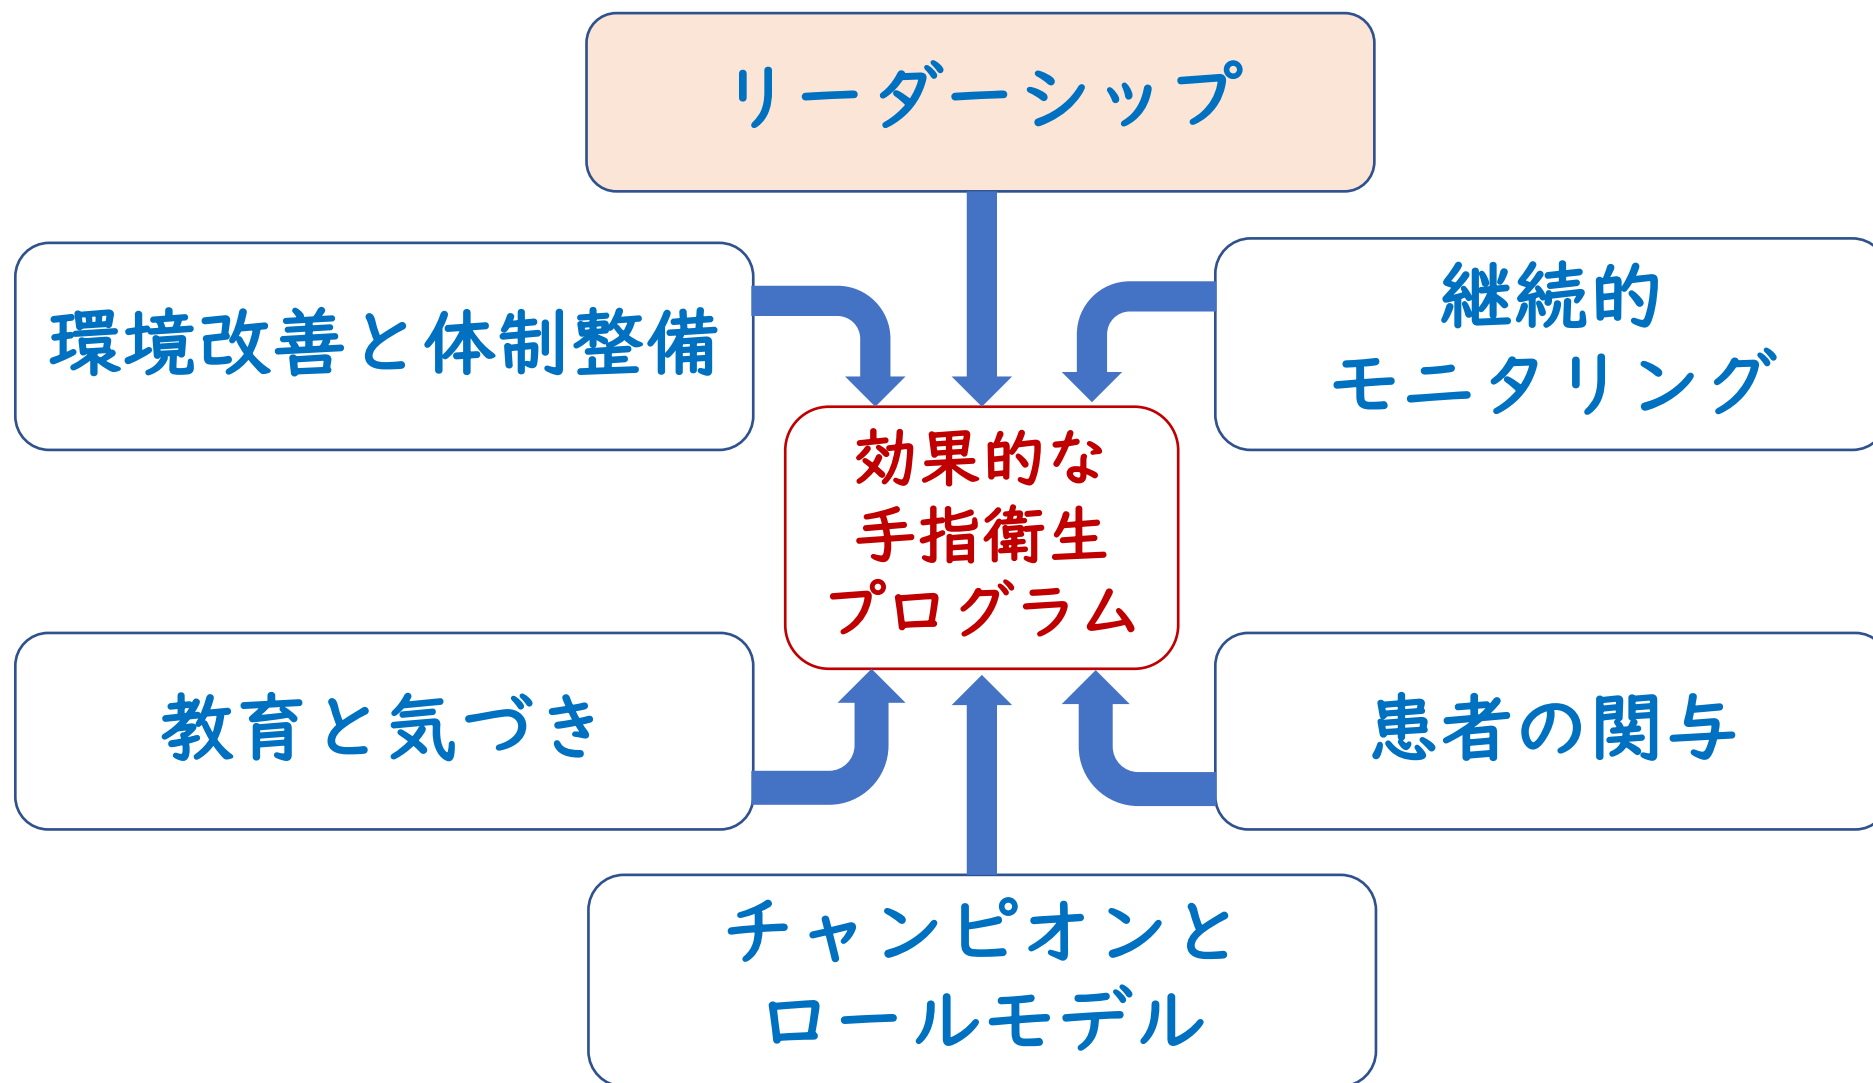 リーダーシップ
環境改善と体制整備
継続的
モニタリング
効果的な
手指衛生
プログラム
教育と気づき
患者の関与
チャンピオンと
ロールモデル